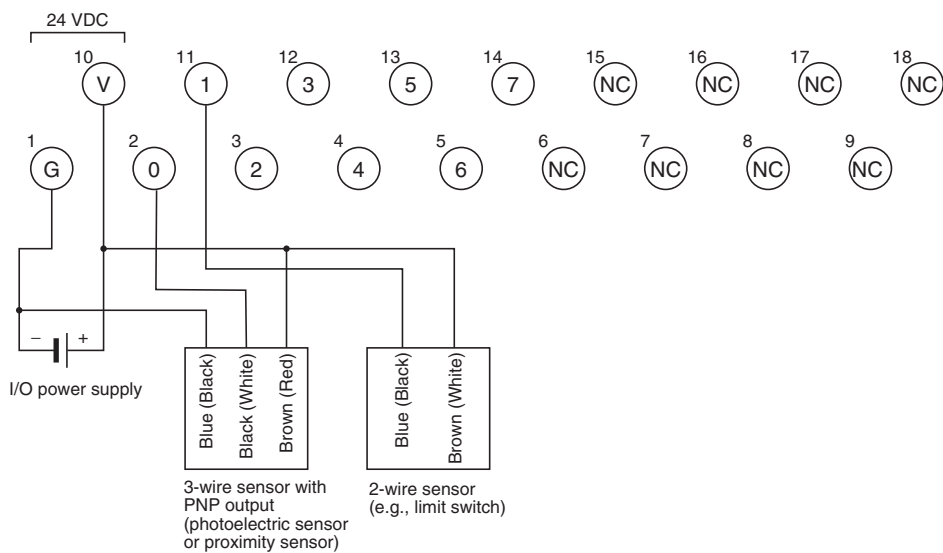 24 VDC
10 11 12 13 14 15 16 17 18
V 1 3 5 7 NC NC NC NC
1 2 3 4 5 6 7 8 9
G 0 2 4 6 NC NC NC NC
– +
I/O power supply
Blue (Black)
Black (White)
Brown (Red)
Blue (Black)
Brown (White)
3-wire sensor with
PNP output
(photoelectric sensor
or proximity sensor)
2-wire sensor
(e.g., limit switch)